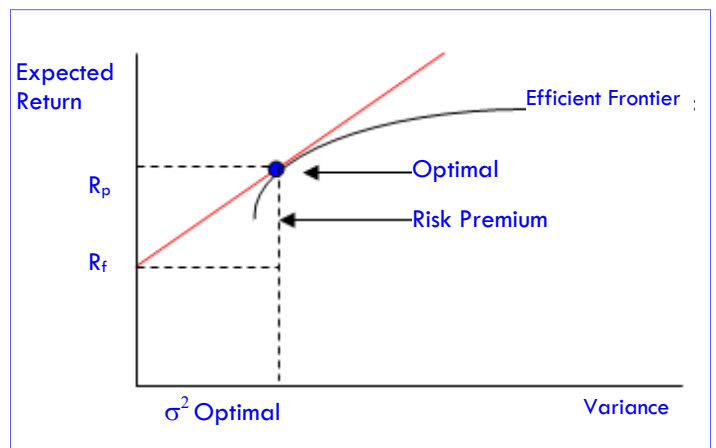 Expected
Return
Efficient Frontier :
Optimal
Rp
Risk Premium
Rf
σ² Optimal
Variance